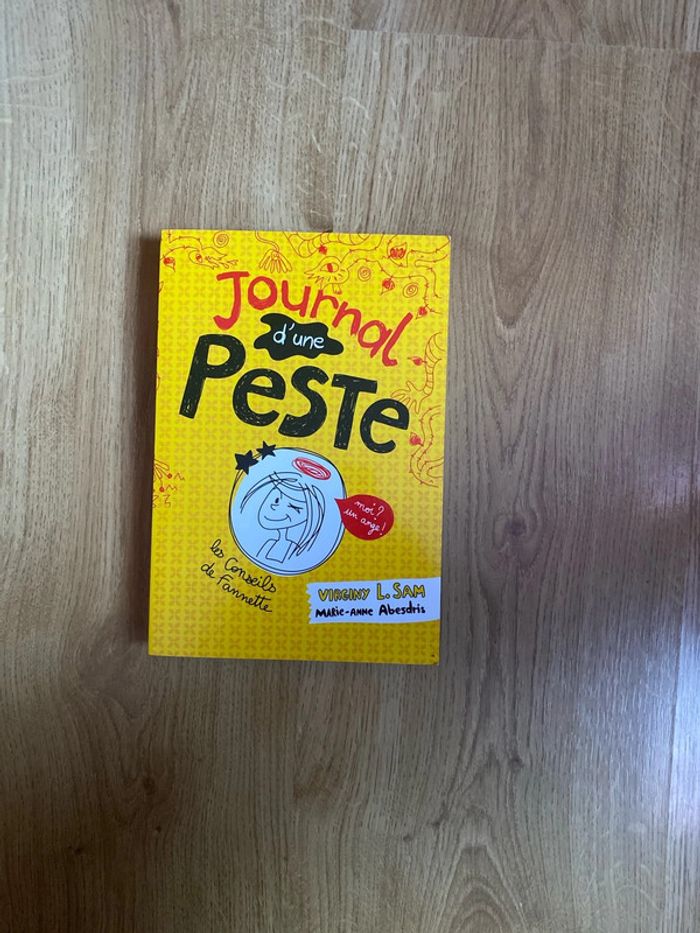 Journal
d'une
PeSTe
moi?
un ange!
les Conseils
de Fannette
VIRGINY L. SAM
MARie-ANNe Abesdris